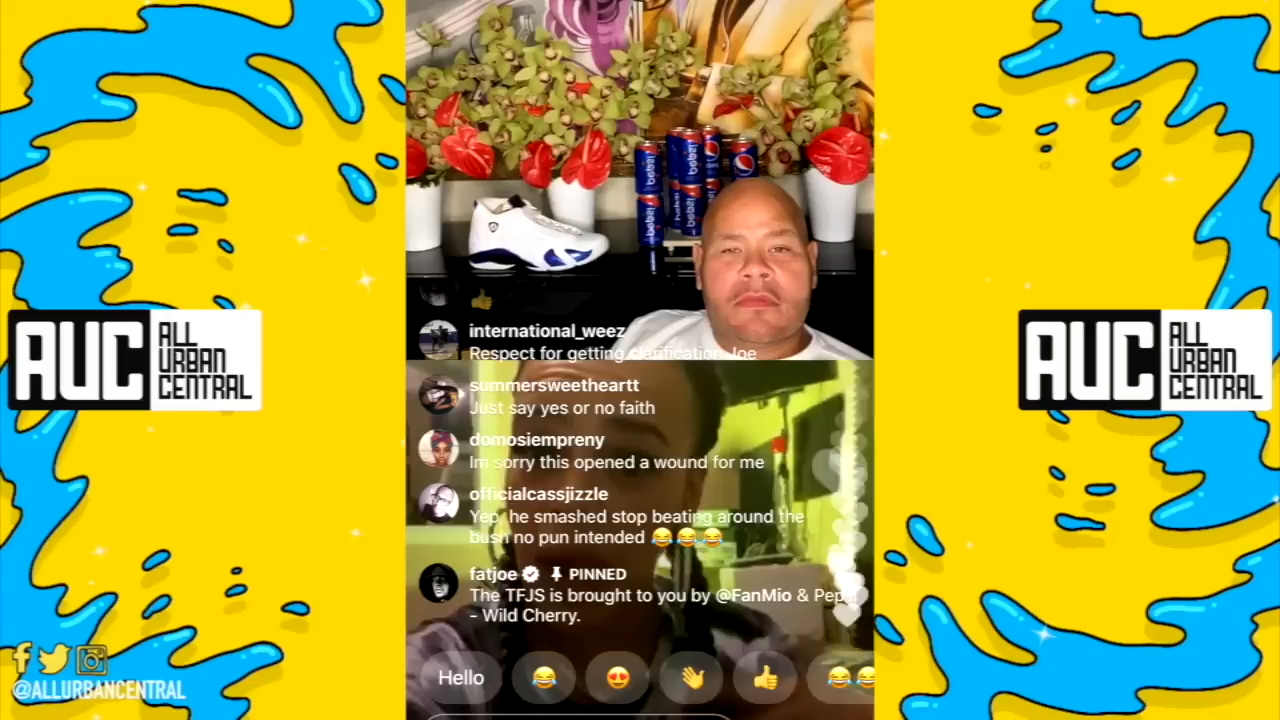 pepsi
pepsi
pepsi
pepsi
international_weez
Respect for getting clarification Joe
summersweetheartt
Just say yes or no faith
domosiempreny
Im sorry this opened a wound for me
officialcassjizzle
Yep, he smashed stop beating around the
bush no pun intended 😂😂😂
fatjoe PINNED
The TFJS is brought to you by @FanMio & Pepsi
- Wild Cherry.
Hello
AUC
ALL
URBAN
CENTRAL
AUC
ALL
URBAN
CENTRAL
@ALLURBANCENTRAL